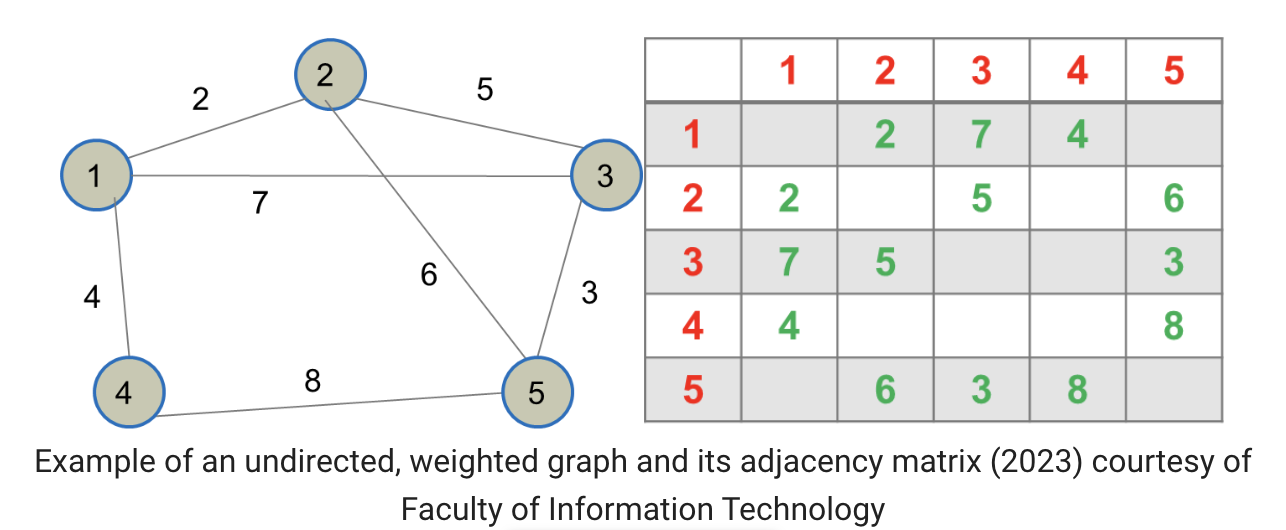 2
2
5
1
3
7
6
4
3
4
8
5
1 2 3 4 5
1 2 7 4
2 2 5 6
3 7 5 3
4 4 8
5 6 3 8
Example of an undirected, weighted graph and its adjacency matrix (2023) courtesy of
Faculty of Information Technology